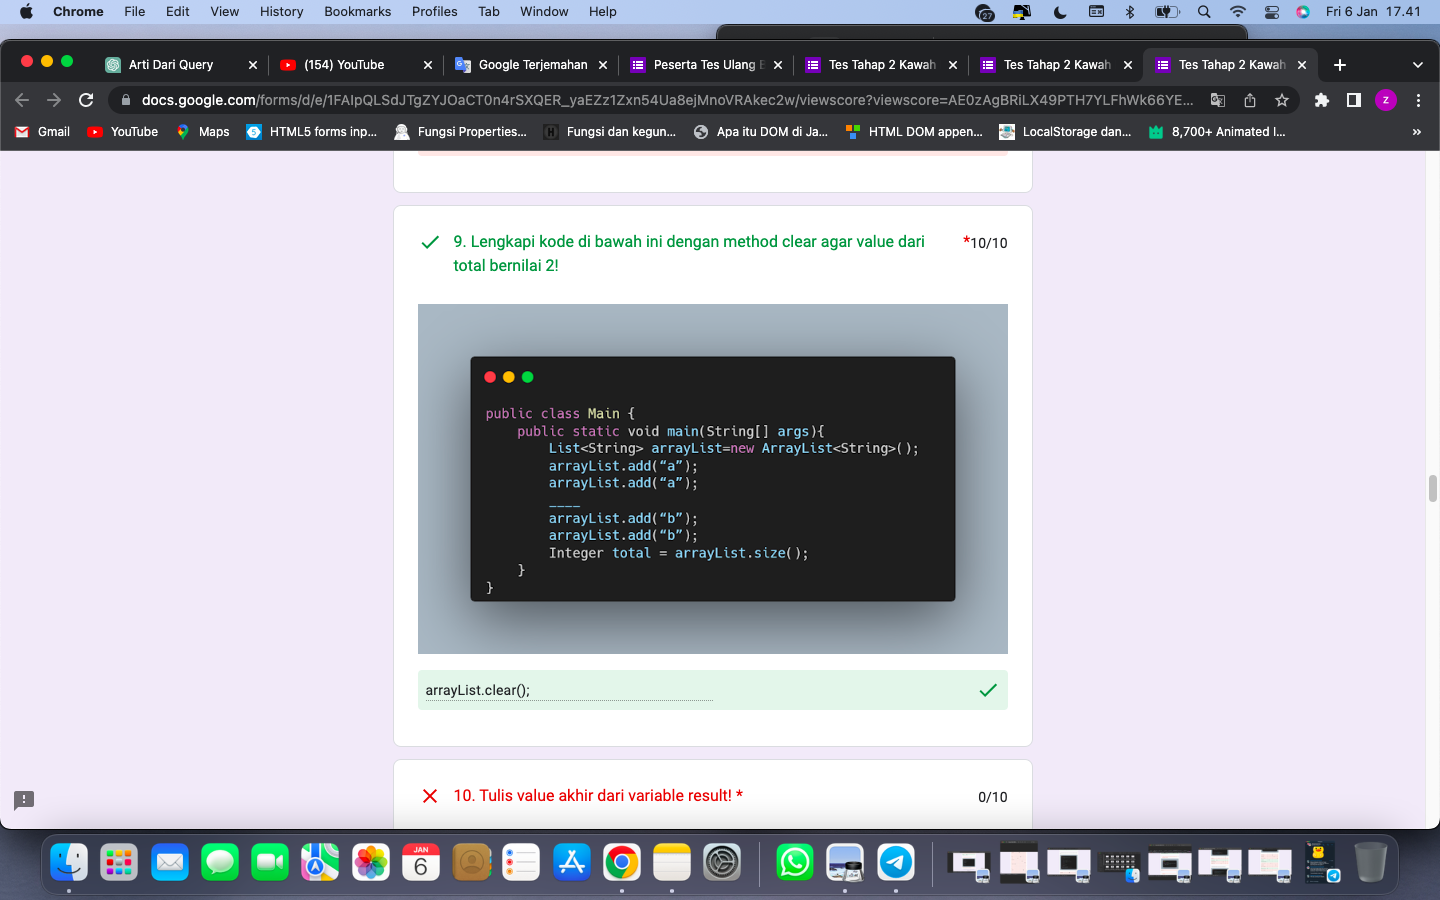 Chrome File Edit View History Bookmarks Profiles Tab Window Help
27
Fri 6 Jan 17.41
Arti Dari Query
(154) YouTube
Google Terjemahan
Peserta Tes Ulang
Tes Tahap 2 Kawah
Tes Tahap 2 Kawah
Tes Tahap 2 Kawah
docs.google.com/forms/d/e/1FAIpQLSdJTgZYJOaCT0n4rSXQER_yaEZz1Zxn54Ua8ejMnoVRAkec2w/viewscore?viewscore=AE0zAgBRiLX49PTH7YLFhWk66YE...
Z
Gmail
YouTube
Maps
HTML5 forms inp...
Fungsi Properties...
Fungsi dan kegun...
Apa itu DOM di Ja...
HTML DOM appen...
LocalStorage dan...
8,700+ Animated I...
»
9. Lengkapi kode di bawah ini dengan method clear agar value dari *10/10
total bernilai 2!
public class Main {
public static void main(String[] args){
List<String> arrayList=new ArrayList<String>();
arrayList.add(“a”);
arrayList.add(“a”);
____
arrayList.add(“b”);
arrayList.add(“b”);
Integer total = arrayList.size();
}
}
arrayList.clear();
10. Tulis value akhir dari variable result! * 0/10
JAN
6